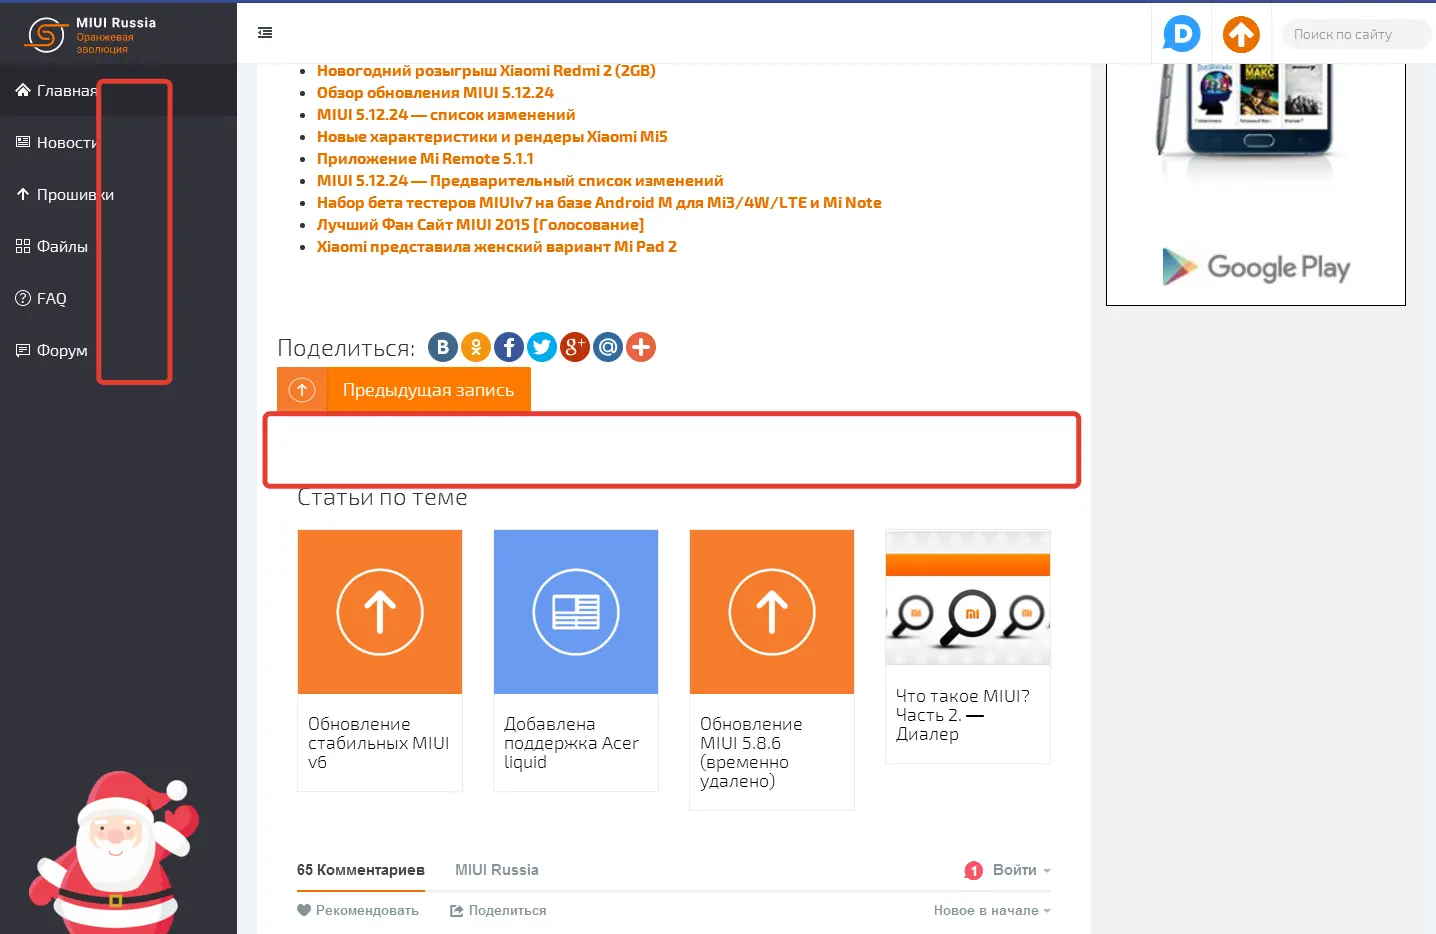 MIUI Russia
Оранжевая
эволюция
D
Поиск по сайту
Главная
Новости
Прошивки
Файлы
FAQ
Форум
Новогодний розыгрыш Xiaomi Redmi 2 (2GB)
Обзор обновления MIUI 5.12.24
MIUI 5.12.24 — список изменений
Новые характеристики и рендеры Xiaomi Mi5
Приложение Mi Remote 5.1.1
MIUI 5.12.24 — Предварительный список изменений
Набор бета тестеров MIUIv7 на базе Android M для Mi3/4W/LTE и Mi Note
Лучший Фан Сайт MIUI 2015 [Голосование]
Xiaomi представила женский вариант Mi Pad 2
МАКС
Google Play
Поделиться:
B f g+ @
Предыдущая запись
Статьи по теме
mi mi mi
Обновление
стабильных MIUI
v6
Добавлена
поддержка Acer
liquid
Обновление
MIUI 5.8.6
(временно
удалено)
Что такое MIUI?
Часть 2. —
Диалер
65 Комментариев
MIUI Russia
1
Войти
Рекомендовать
Поделиться
Новое в начале